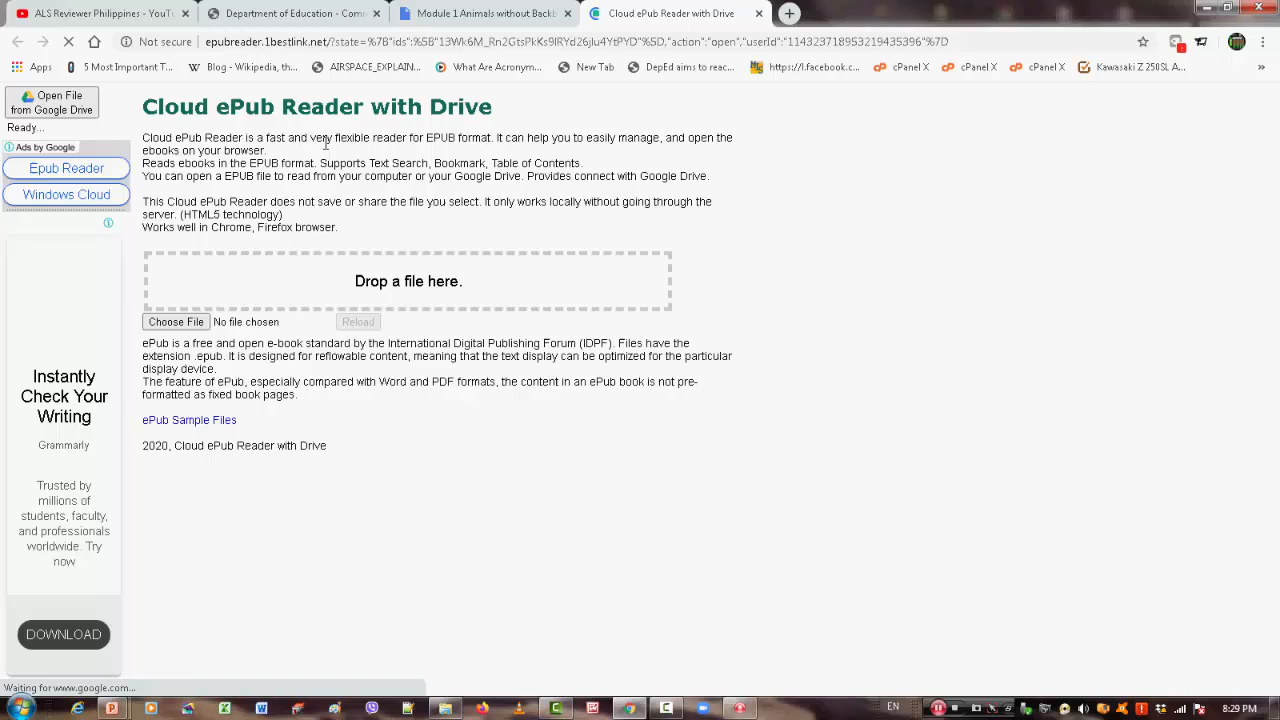 ALS Reviewer Philippines - YouT
Department of Education - Com
Module 1 Animals without Backb
Cloud ePub Reader with Drive
Not secure
epubreader.1bestlink.net/?state=%7B"ids":%5B"13Wk6M_Rn2GtsPkKs9lRYd26jlu4YtPYD"%5D,"action":"open","userId":"114323718953219435396"%7D
Apps
5 Most Important T...
Blog - Wikipedia, th...
AIRSPACE_EXPLAIN...
What Are Acronym...
New Tab
DepEd aims to reac...
https://l.facebook.c...
cPanel X
cPanel X
cPanel X
Kawasaki Z 250SL A...
»
Open File
from Google Drive
Ready...
Ads by Google
Epub Reader
Windows Cloud
Instantly
Check Your
Writing
Grammarly
Trusted by
millions of
students, faculty,
and professionals
worldwide. Try
now
DOWNLOAD
Cloud ePub Reader with Drive
Cloud ePub Reader is a fast and very flexible reader for EPUB format. It can help you to easily manage, and open the
ebooks on your browser.
Reads ebooks in the EPUB format. Supports Text Search, Bookmark, Table of Contents.
You can open a EPUB file to read from your computer or your Google Drive. Provides connect with Google Drive.
This Cloud ePub Reader does not save or share the file you select. It only works locally without going through the
server. (HTML5 technology)
Works well in Chrome, Firefox browser.
Drop a file here.
Choose File No file chosen
Reload
ePub is a free and open e-book standard by the International Digital Publishing Forum (IDPF). Files have the
extension .epub. It is designed for reflowable content, meaning that the text display can be optimized for the particular
display device.
The feature of ePub, especially compared with Word and PDF formats, the content in an ePub book is not pre-
formatted as fixed book pages.
ePub Sample Files
2020, Cloud ePub Reader with Drive
Waiting for www.google.com...
EN
8:29 PM